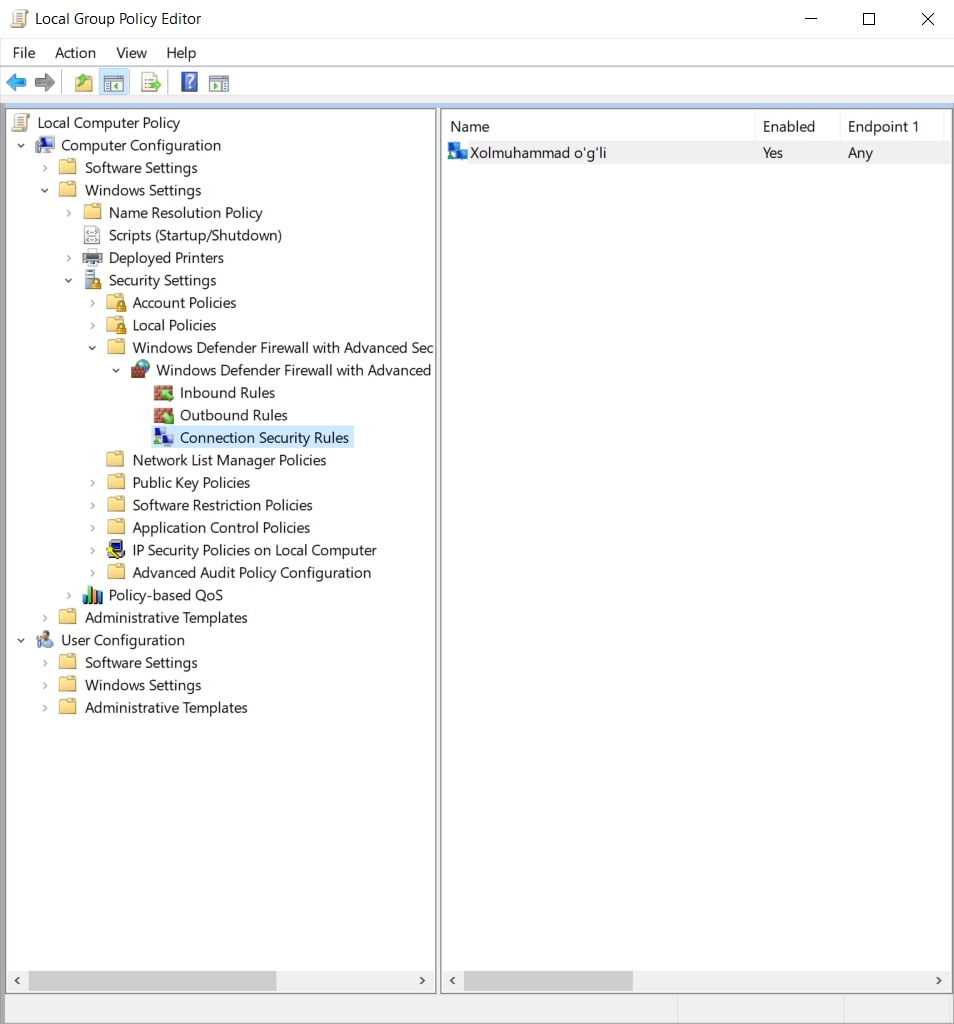 Local Group Policy Editor
File Action View Help
Local Computer Policy
Computer Configuration
Software Settings
Windows Settings
Name Resolution Policy
Scripts (Startup/Shutdown)
Deployed Printers
Security Settings
Account Policies
Local Policies
Windows Defender Firewall with Advanced Sec
Windows Defender Firewall with Advanced
Inbound Rules
Outbound Rules
Connection Security Rules
Network List Manager Policies
Public Key Policies
Software Restriction Policies
Application Control Policies
IP Security Policies on Local Computer
Advanced Audit Policy Configuration
Policy-based QoS
Administrative Templates
User Configuration
Software Settings
Windows Settings
Administrative Templates
Name Enabled Endpoint 1
Xolmuhammad o'g'li Yes Any